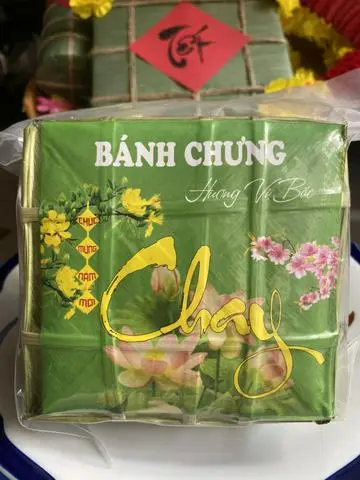 Tết
BÁNH CHƯNG
Hương Vị Bắc
CHÚC
MỪNG
NĂM
MỚI
Chay